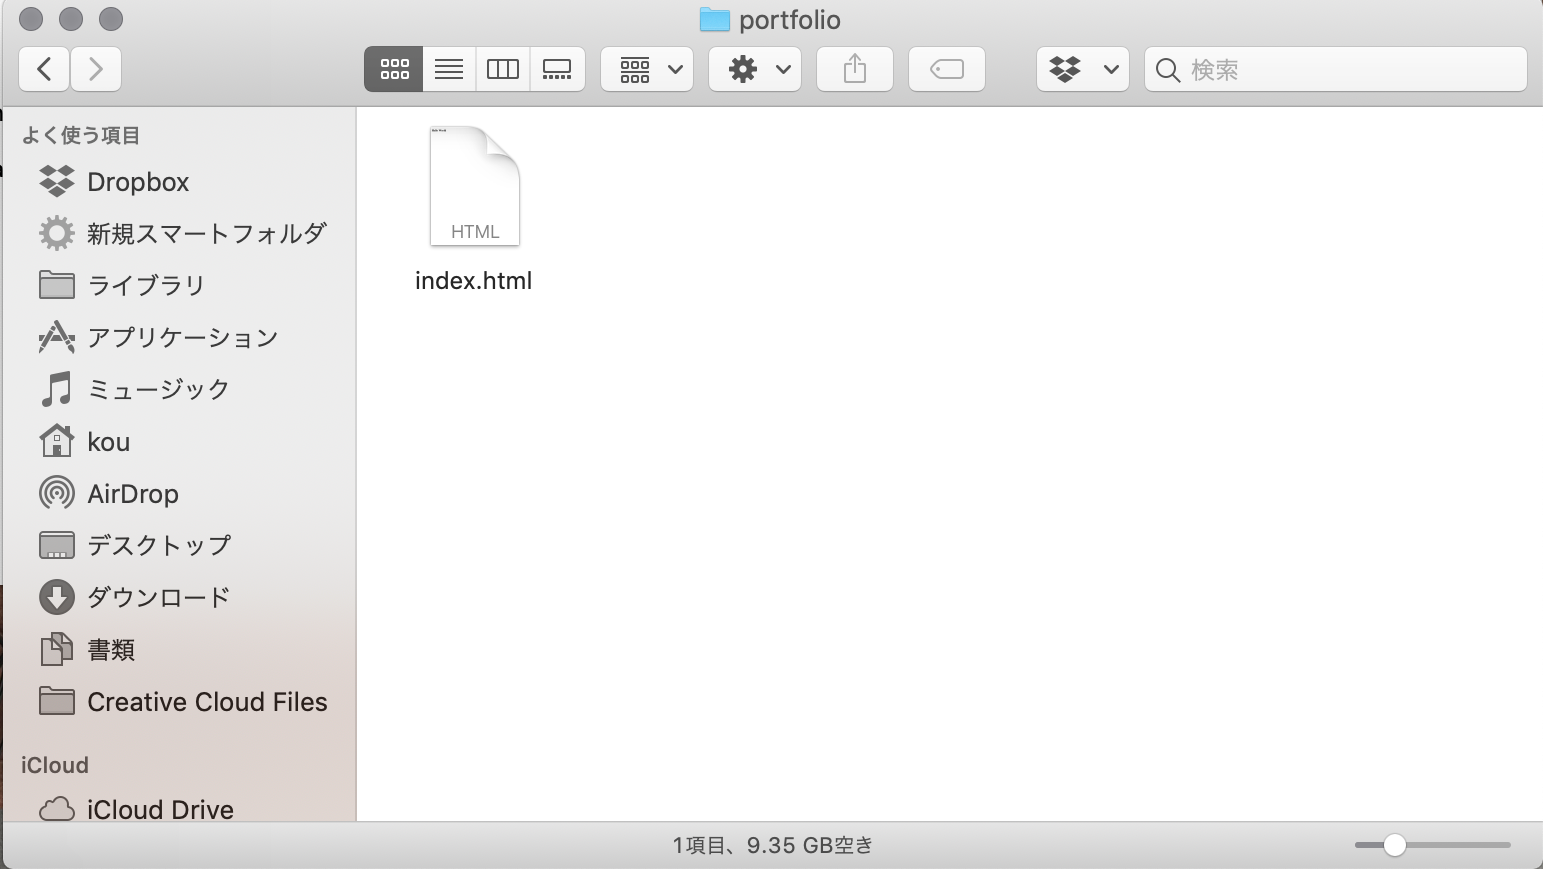 portfolio
検索
よく使う項目
Dropbox
新規スマートフォルダ
ライブラリ
アプリケーション
ミュージック
kou
AirDrop
デスクトップ
ダウンロード
書類
Creative Cloud Files
iCloud
iCloud Drive
HTML
index.html
1項目、9.35 GB空き